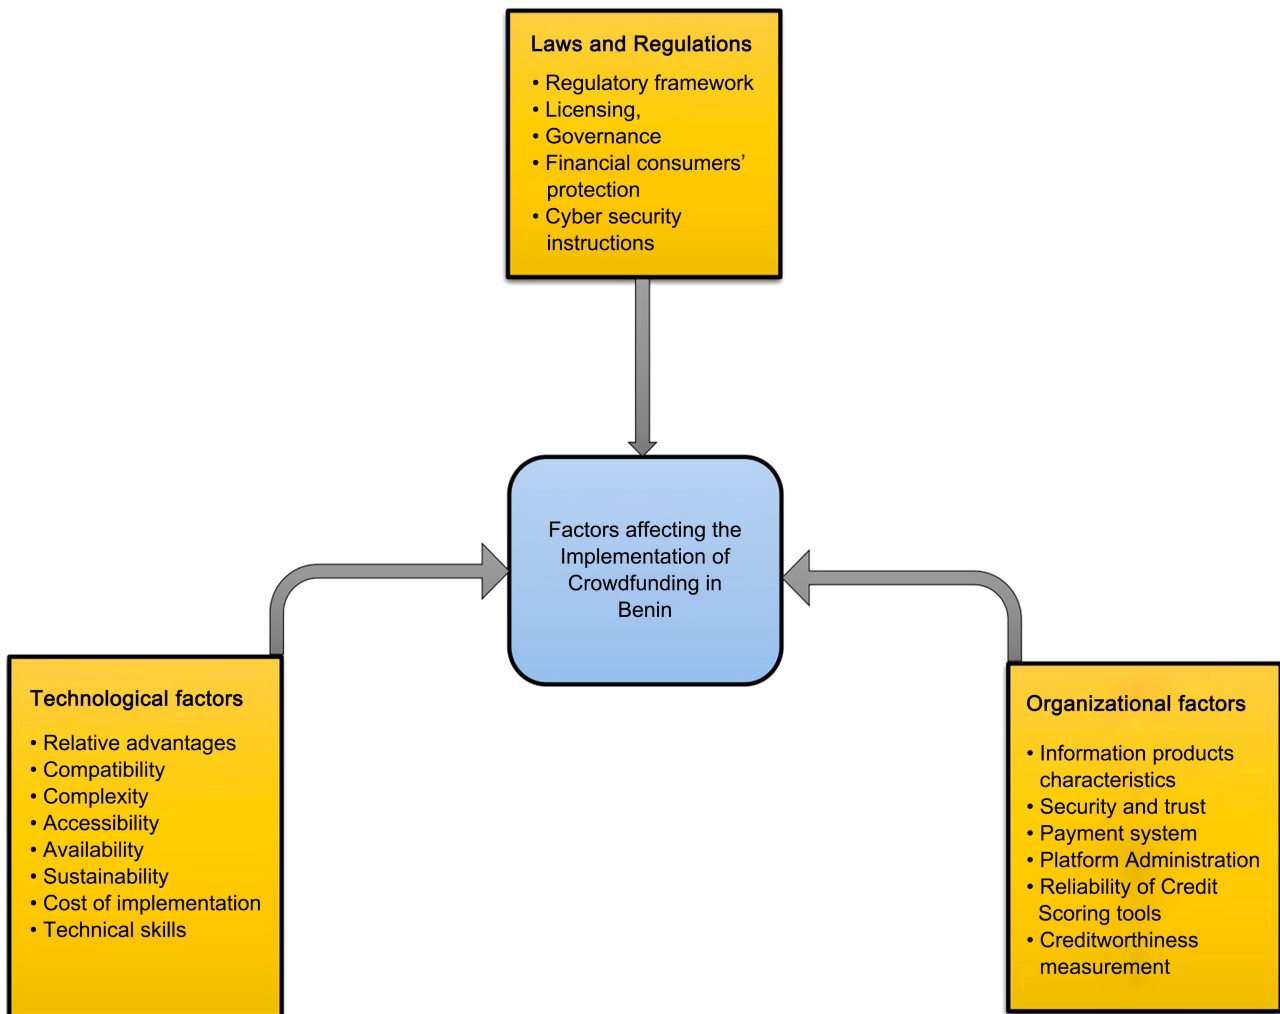 Laws and Regulations
• Regulatory framework
• Licensing,
• Governance
• Financial consumers’
protection
• Cyber security
instructions
Factors affecting the
Implementation of
Crowdfunding in
Benin
Technological factors
• Relative advantages
• Compatibility
• Complexity
• Accessibility
• Availability
• Sustainability
• Cost of implementation
• Technical skills
Organizational factors
• Information products
characteristics
• Security and trust
• Payment system
• Platform Administration
• Reliability of Credit
Scoring tools
• Creditworthiness
measurement